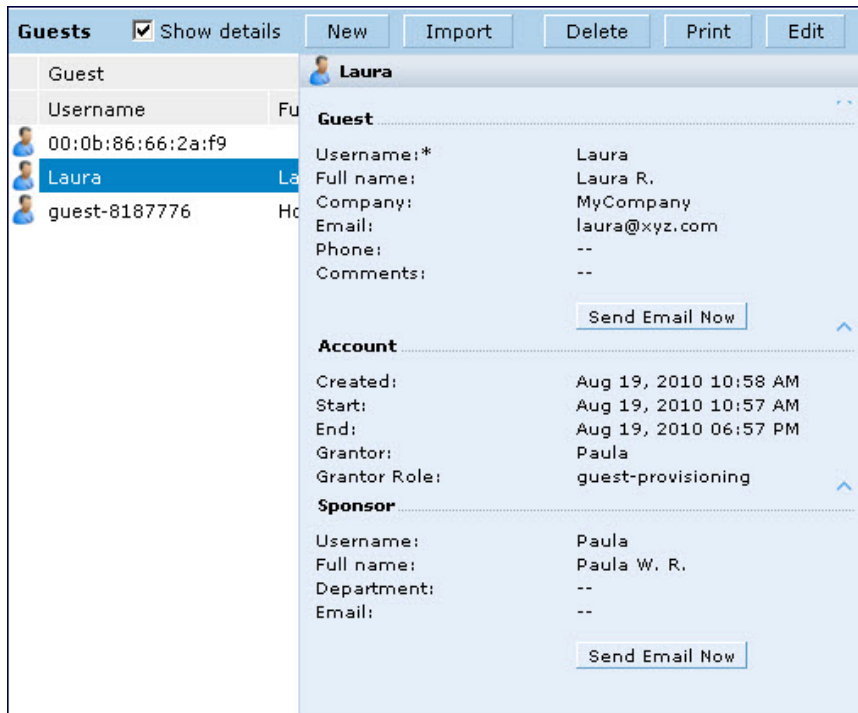 Guests Show details New Import Delete Print Edit
Guest
Username Fu
00:0b:86:66:2a:f9
Laura La
guest-8187776 Ho
Laura
Guest
Username:* Laura
Full name: Laura R.
Company: MyCompany
Email: laura@xyz.com
Phone: --
Comments: --
Send Email Now
Account
Created: Aug 19, 2010 10:58 AM
Start: Aug 19, 2010 10:57 AM
End: Aug 19, 2010 06:57 PM
Grantor: Paula
Grantor Role: guest-provisioning
Sponsor
Username: Paula
Full name: Paula W. R.
Department: --
Email: --
Send Email Now